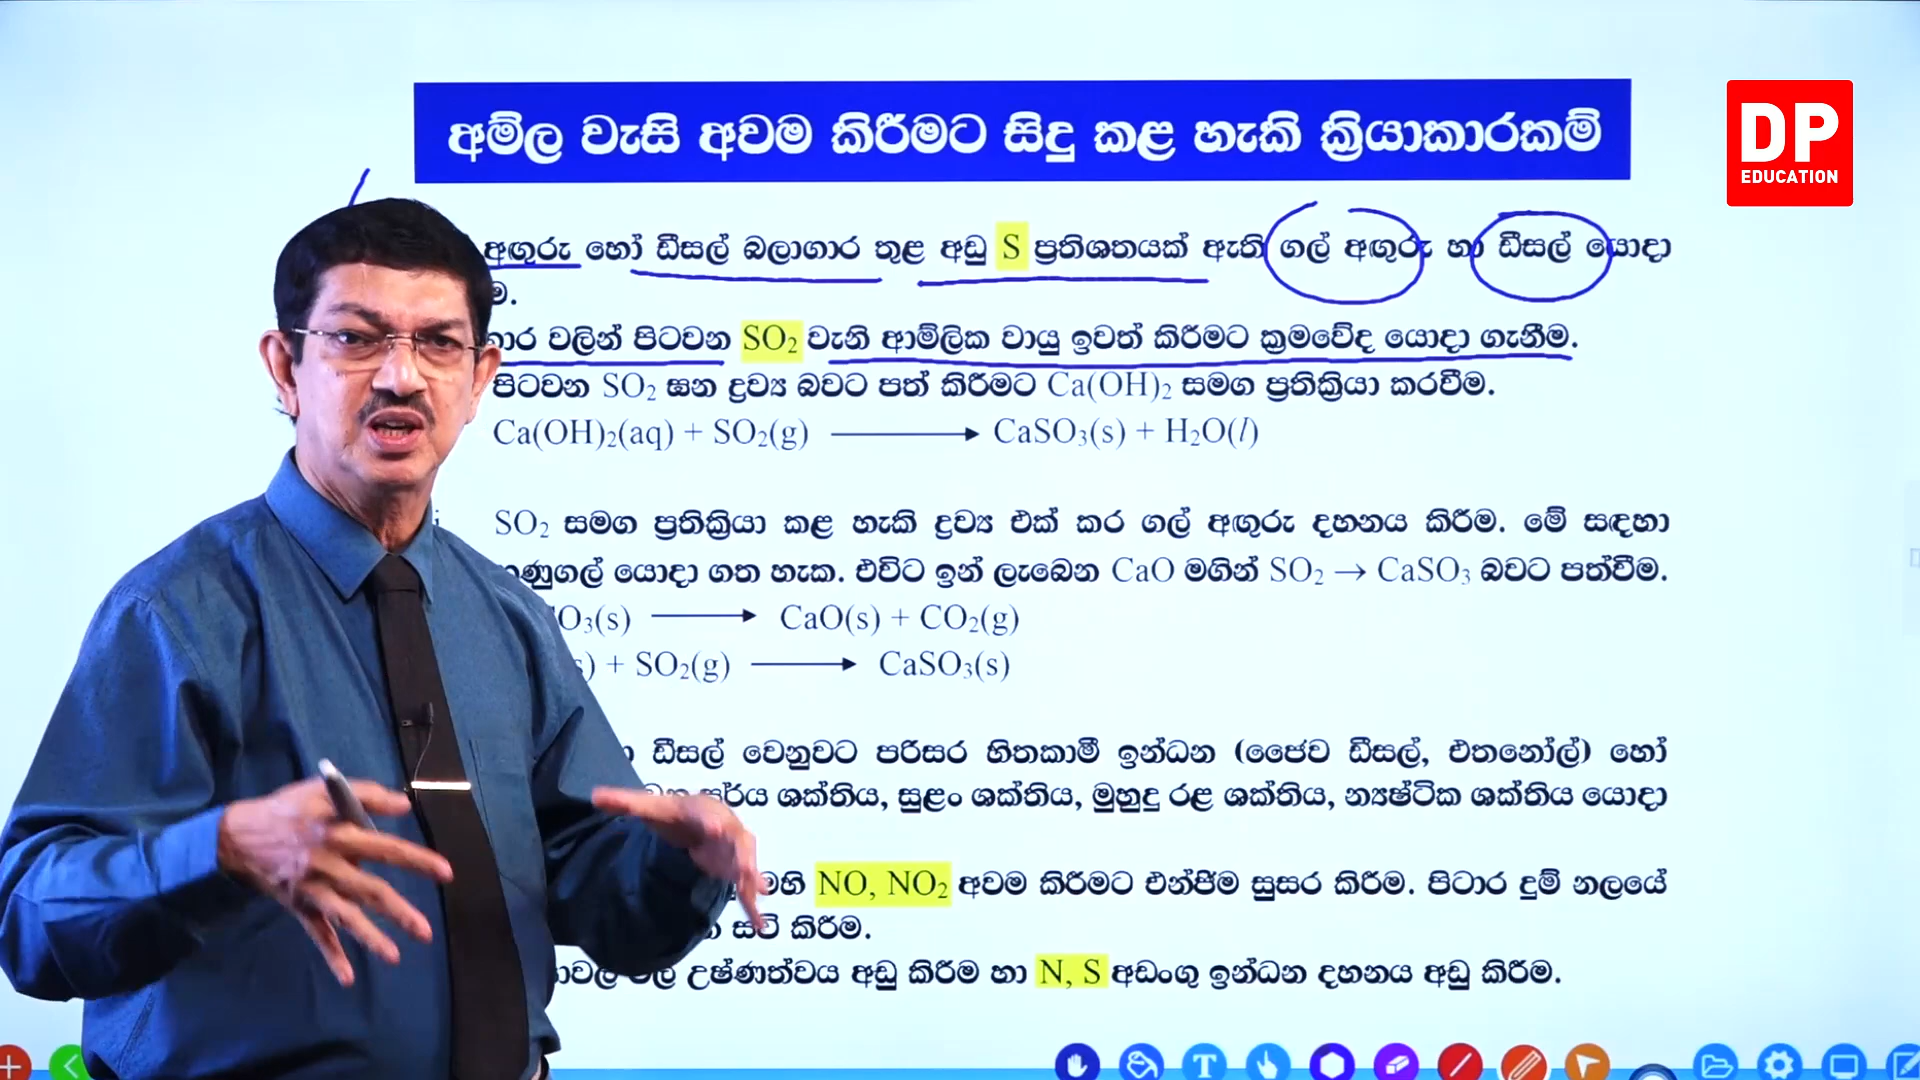 DP
EDUCATION
අම්ල වැසි අවම කිරීමට සිදු කළ හැකි ක්‍රියාකාරකම්
අඟුරු හෝ ඩීසල් බලාගාර තුළ අඩු S ප්‍රතිශතයක් ඇති ගල් අඟුරු හා ඩීසල් යොදා
වලින් පිටවන SO₂ වැනි ආම්ලික වායු ඉවත් කිරීමට ක්‍රමවේද යොදා ගැනීම.
පිටවන SO₂ ඝන ද්‍රව්‍ය බවට පත් කිරීමට Ca(OH)₂ සමග ප්‍රතික්‍රියා කරවීම.
Ca(OH)₂(aq) + SO₂(g) ⟶ CaSO₃(s) + H₂O(l)
SO₂ සමග ප්‍රතික්‍රියා කළ හැකි ද්‍රව්‍ය එක් කර ගල් අඟුරු දහනය කිරීම. මේ සඳහා
යොදා ගත හැක. එවිට ඉන් ලැබෙන CaO මගින් SO₂ → CaSO₃ බවට පත්වීම.
O₃(s) ⟶ CaO(s) + CO₂(g)
) + SO₂(g) ⟶ CaSO₃(s)
ඩීසල් වෙනුවට පරිසර හිතකාමී ඉන්ධන (ජෛව ඩීසල්, එතනෝල්) හෝ
ශක්තිය, සුළං ශක්තිය, මුහුදු රළ ශක්තිය, න්‍යෂ්ටික ශක්තිය යොදා
NO, NO₂ අවම කිරීමට එන්ජිම සුසර කිරීම. පිටාර දුම් නලයේ
සවි කිරීම.
උෂ්ණත්වය අඩු කිරීම හා N, S අඩංගු ඉන්ධන දහනය අඩු කිරීම.